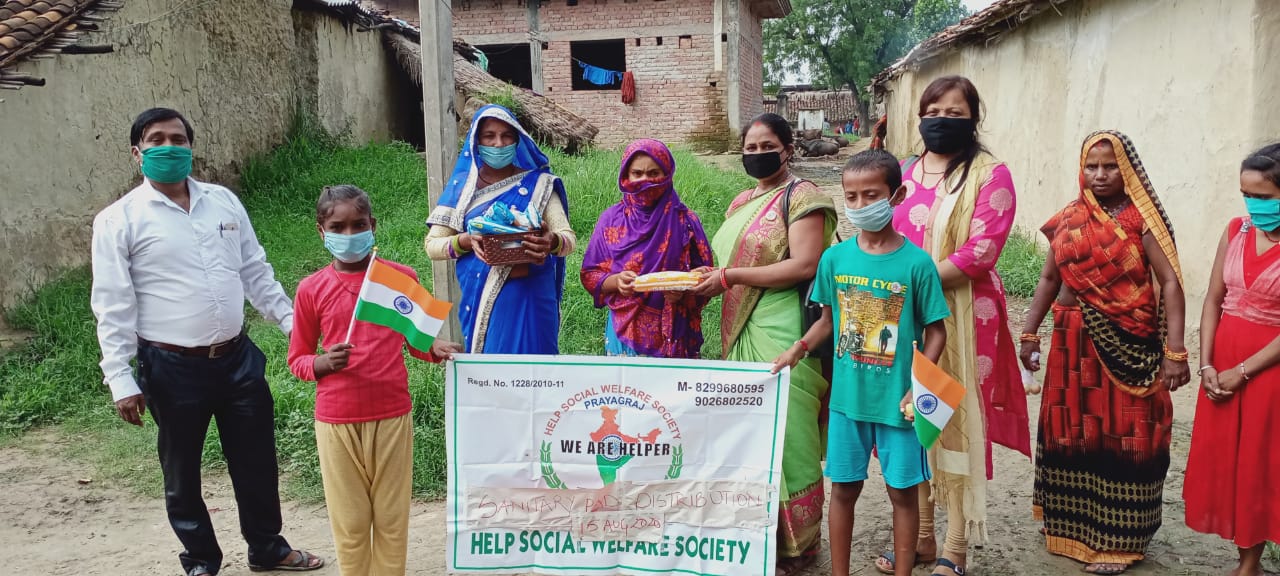 Regd. No. 1228/2010-11
M- 8299680595
9026802520
HELP SOCIAL WELFARE SOCIETY
PRAYAGRAJ
WE ARE HELPER
SANITARY PAD DISTRIBUTION
15 AUG 2020
HELP SOCIAL WELFARE SOCIETY
MOTOR CYCLE